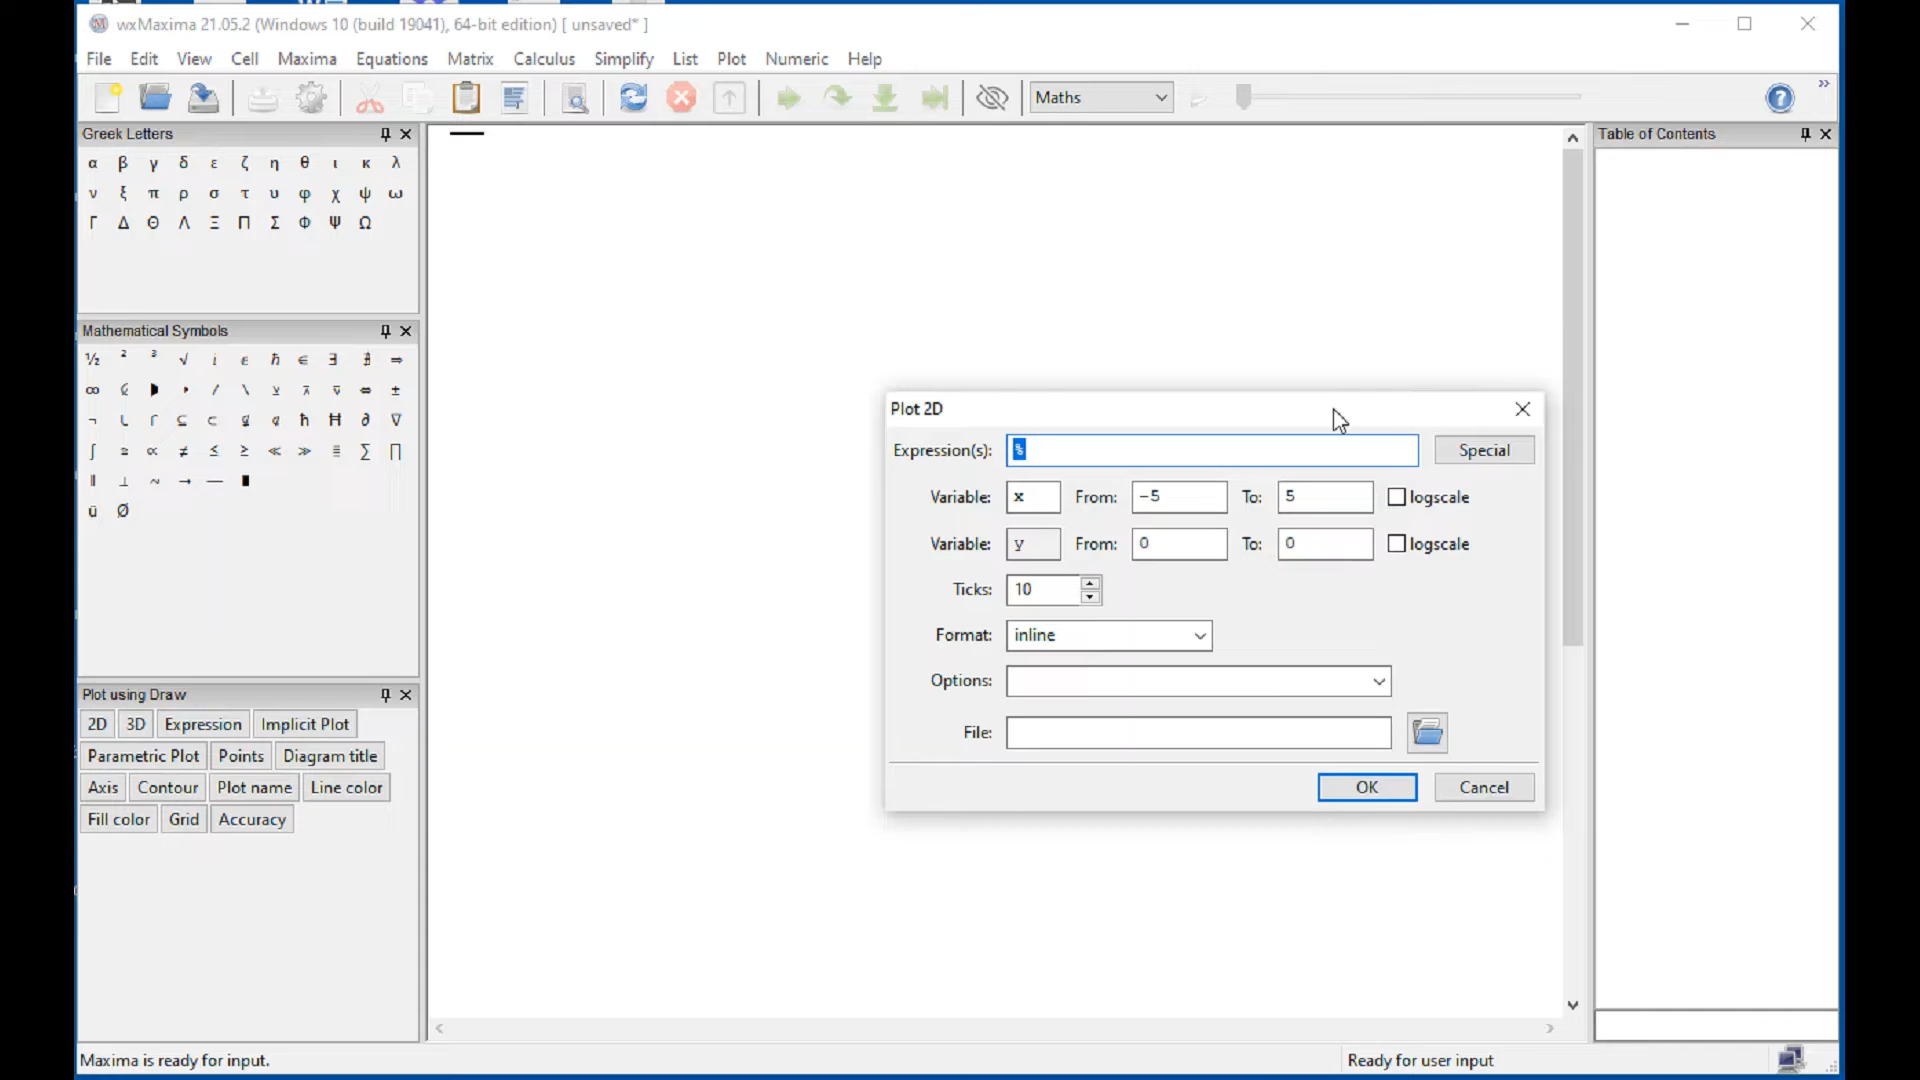 wxMaxima 21.05.2 (Windows 10 (build 19041), 64-bit edition) [ unsaved* ]
File Edit View Cell Maxima Equations Matrix Calculus Simplify List Plot Numeric Help
Maths
Greek Letters
α β γ δ ε ζ η θ ι κ λ
ν ξ π ρ σ τ υ φ χ ψ ω
Γ Δ Θ Λ Ξ Π Σ Φ Ψ Ω
Mathematical Symbols
½ ² ³ √ i ε ħ ∈ ∃ ∄ ⇒
∞
± ¬
⊆ ⊂
ħ Ħ ∂ ∇
∫ ≅ ∝ ≠ ≤ ≥ ≪ ≫ ≣ ∑ ∏
∥ ⊥ ~ → — ∎
ü Ø
Plot using Draw
2D 3D Expression Implicit Plot
Parametric Plot Points Diagram title
Axis Contour Plot name Line color
Fill color Grid Accuracy
Plot 2D
Expression(s): % Special
Variable: x From: −5 To: 5 logscale
Variable: y From: 0 To: 0 logscale
Ticks: 10
Format: inline
Options:
File:
OK Cancel
Table of Contents
Maxima is ready for input.
Ready for user input